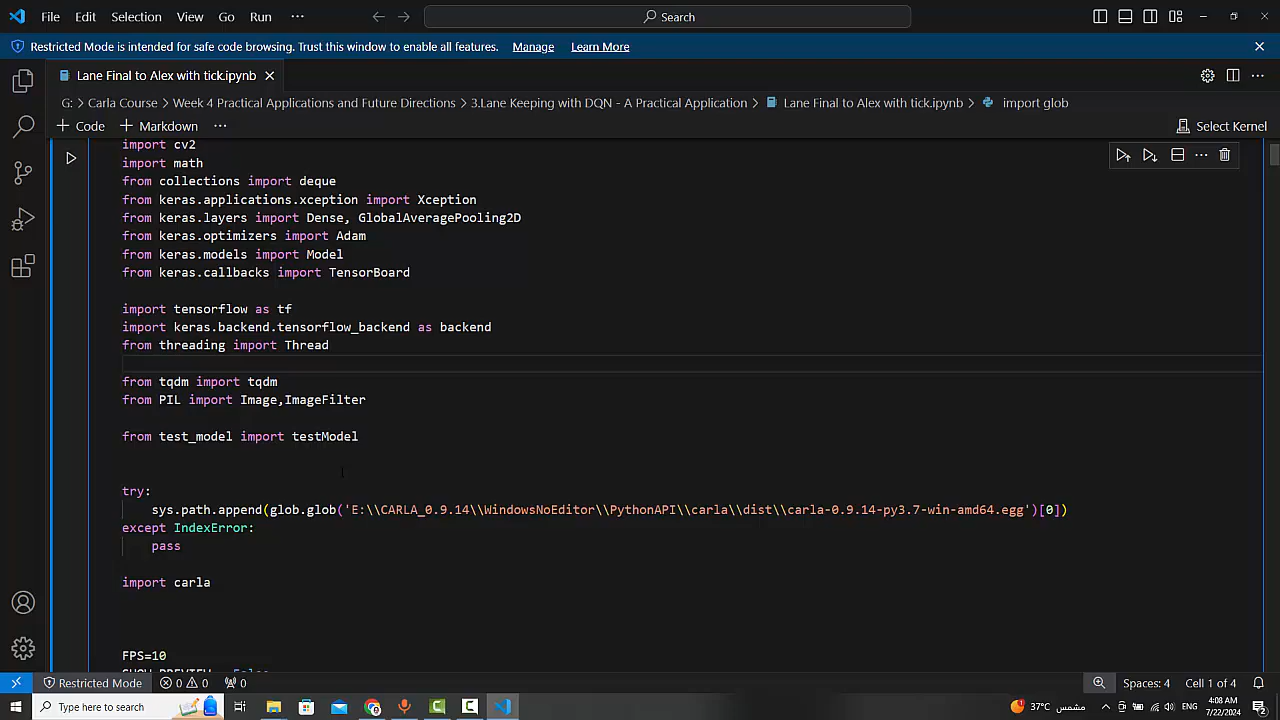 File Edit Selection View Go Run ··· Search
Restricted Mode is intended for safe code browsing. Trust this window to enable all features. Manage Learn More
Lane Final to Alex with tick.ipynb
G: > Carla Course > Week 4 Practical Applications and Future Directions > 3.Lane Keeping with DQN - A Practical Application > Lane Final to Alex with tick.ipynb > import glob
+ Code + Markdown ··· Select Kernel
import cv2
import math
from collections import deque
from keras.applications.xception import Xception
from keras.layers import Dense, GlobalAveragePooling2D
from keras.optimizers import Adam
from keras.models import Model
from keras.callbacks import TensorBoard
import tensorflow as tf
import keras.backend.tensorflow_backend as backend
from threading import Thread
from tqdm import tqdm
from PIL import Image,ImageFilter
from test_model import testModel
try:
sys.path.append(glob.glob('E:\\CARLA_0.9.14\\WindowsNoEditor\\PythonAPI\\carla\\dist\\carla-0.9.14-py3.7-win-amd64.egg')[0])
except IndexError:
pass
import carla
FPS=10
SHOW_PREVIEW = False
Restricted Mode 0 0 0 Spaces: 4 Cell 1 of 4
Type here to search 37°C مشمس ENG 4:08 AM
7/22/2024